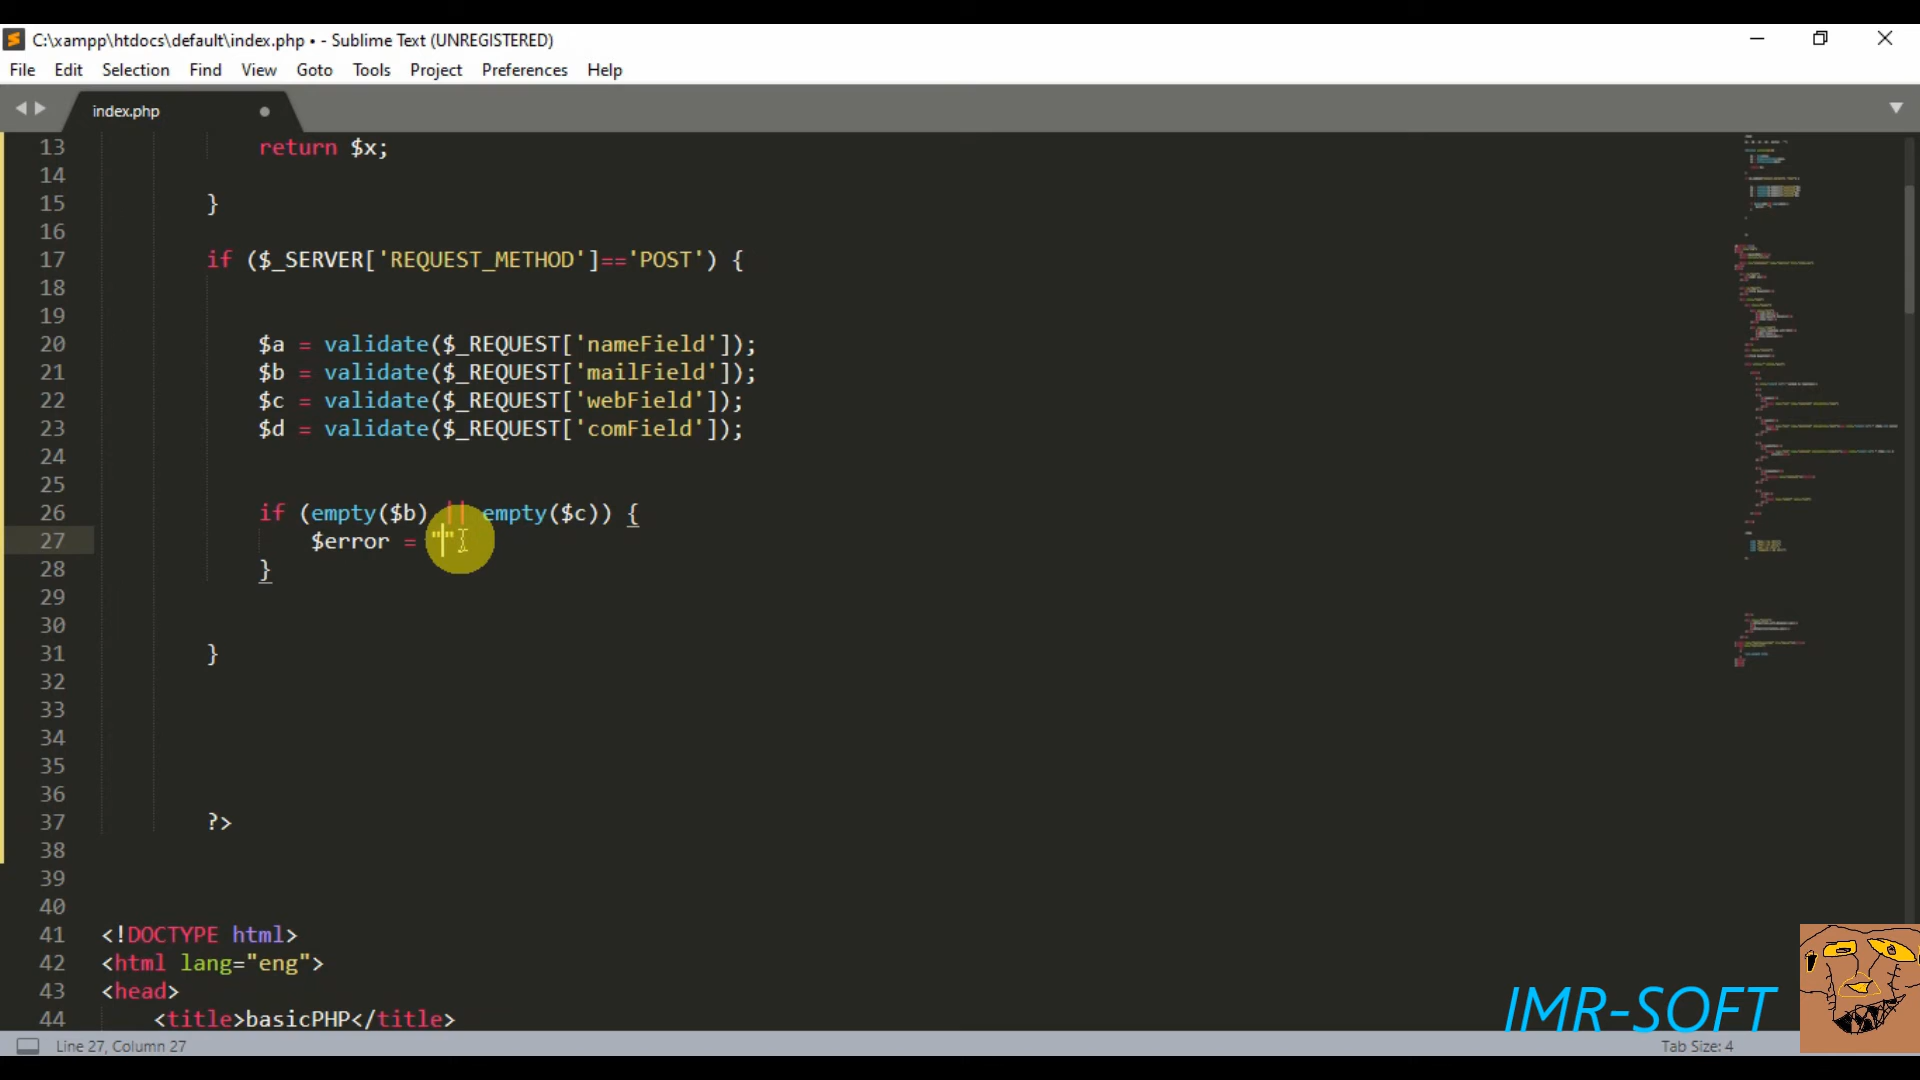 C:\xampp\htdocs\default\index.php • - Sublime Text (UNREGISTERED)
File Edit Selection Find View Goto Tools Project Preferences Help
index.php
13 return $x;
14
15 }
16
17 if ($_SERVER['REQUEST_METHOD']=='POST') {
18
19
20 $a = validate($_REQUEST['nameField']);
21 $b = validate($_REQUEST['mailField']);
22 $c = validate($_REQUEST['webField']);
23 $d = validate($_REQUEST['comField']);
24
25
26 if (empty($b) || empty($c)) {
27 $error = ""
28 }
29
30
31 }
32
33
34
35
36
37 ?>
38
39
40
41 <!DOCTYPE html>
42 <html lang="eng">
43 <head>
44 <title>basicPHP</title>
IMR-SOFT
Line 27, Column 27 Tab Size: 4